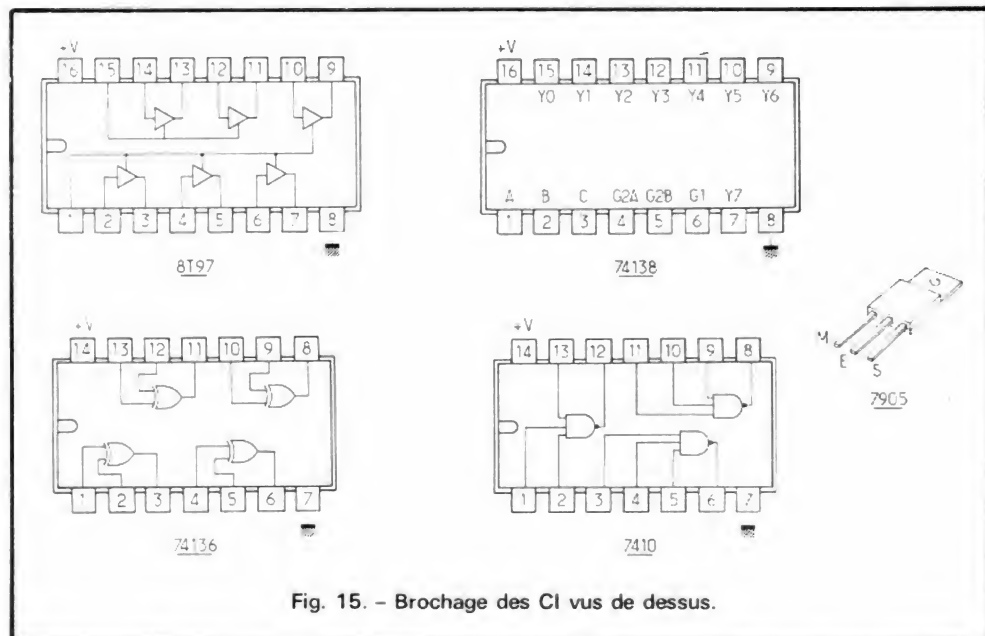 +V
16 15 14 13 12 11 10 9
1 2 3 4 5 6 7 8
8T97
+V
16 15 14 13 12 11 10 9
Y0 Y1 Y2 Y3 Y4 Y5 Y6
A B C G2A G2B G1 Y7
1 2 3 4 5 6 7 8
74138
+V
14 13 12 11 10 9 8
1 2 3 4 5 6 7
74136
+V
14 13 12 11 10 9 8
1 2 3 4 5 6 7
7410
M
E
S
7905
Fig. 15. – Brochage des CI vus de dessus.